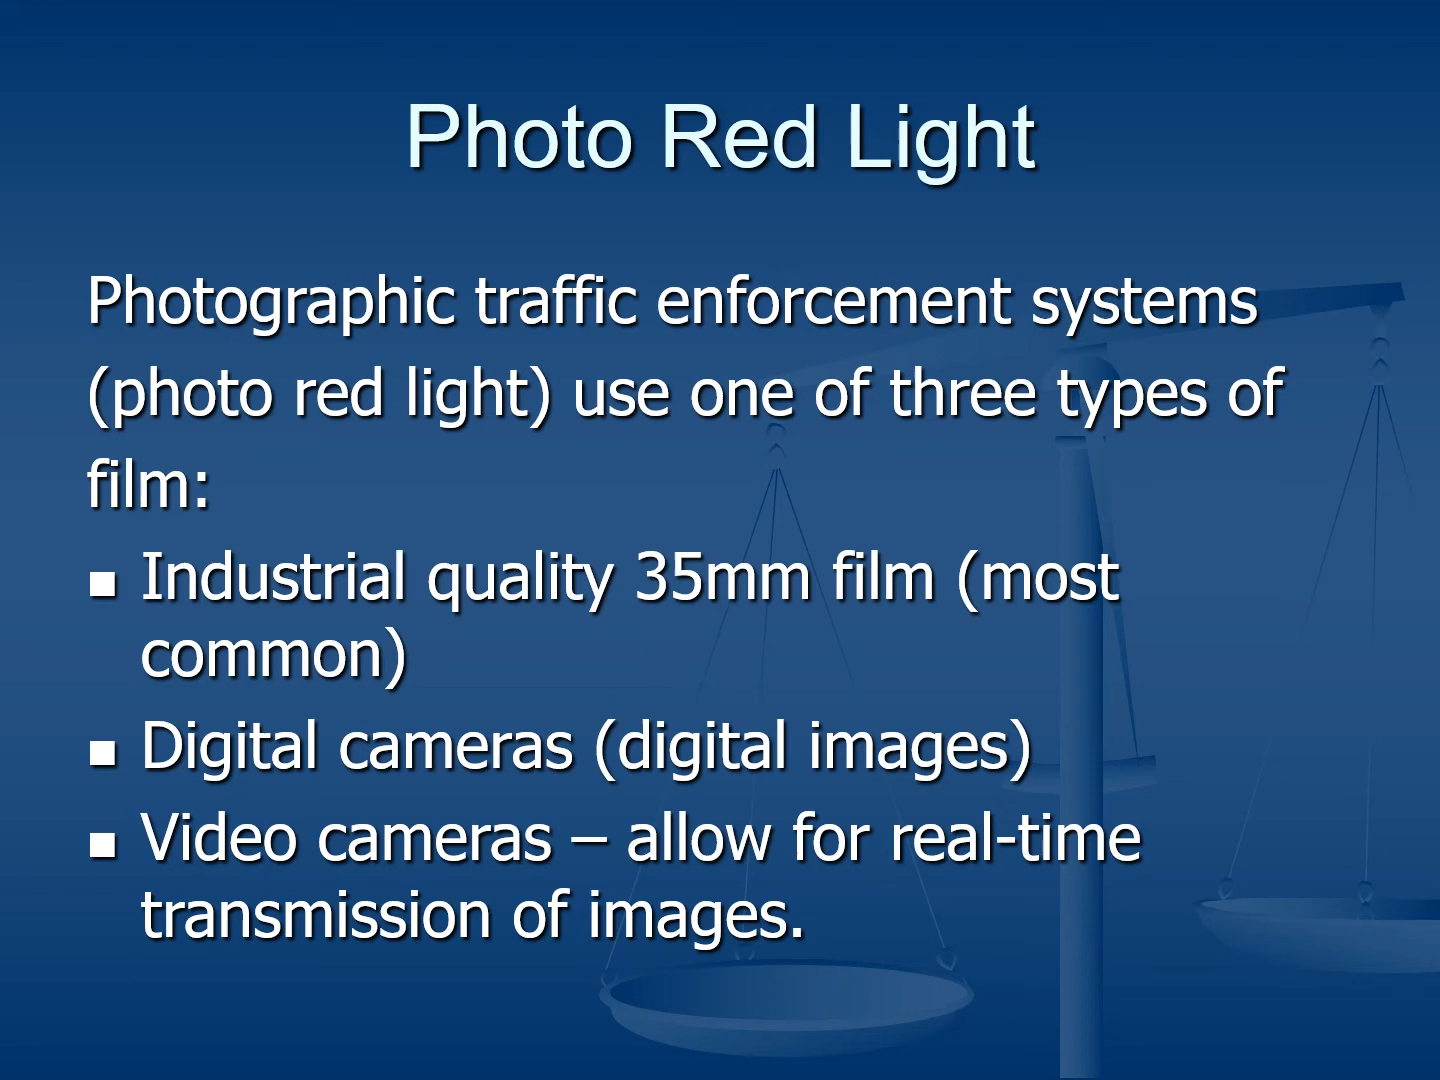 Photo Red Light
Photographic traffic enforcement systems
(photo red light) use one of three types of
film:
Industrial quality 35mm film (most
common)
Digital cameras (digital images)
Video cameras – allow for real-time
transmission of images.